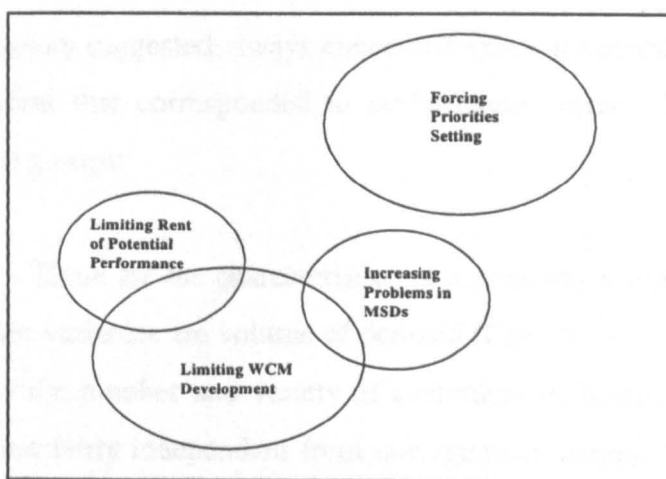 Forcing
Priorities
Setting
Limiting Rent
of Potential
Performance
Increasing
Problems in
MSDs
Limiting WCM
Development